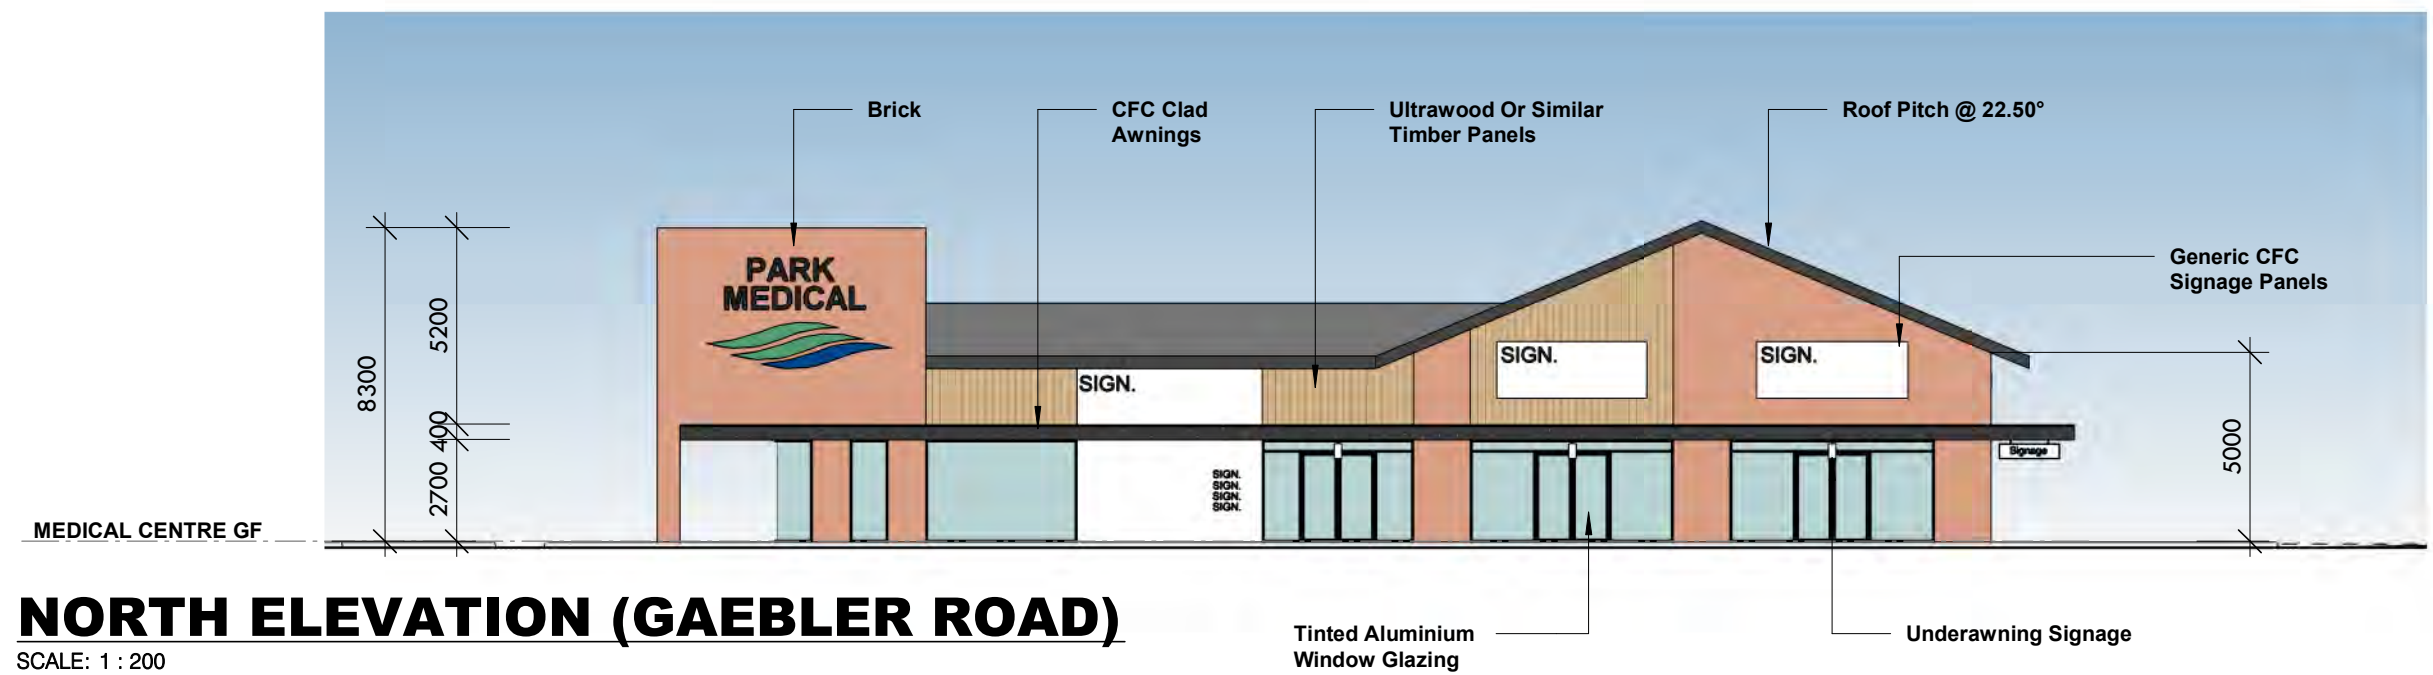 Brick
CFC Clad
Awnings
Ultrawood Or Similar
Timber Panels
Roof Pitch @ 22.50°
Generic CFC
Signage Panels
PARK
MEDICAL
8300
5200
400
2700
SIGN.
SIGN.
SIGN.
SIGN.
SIGN.
SIGN.
SIGN.
Signage
5000
MEDICAL CENTRE GF
NORTH ELEVATION (GAEBLER ROAD)
SCALE: 1 : 200
Tinted Aluminium
Window Glazing
Underawning Signage